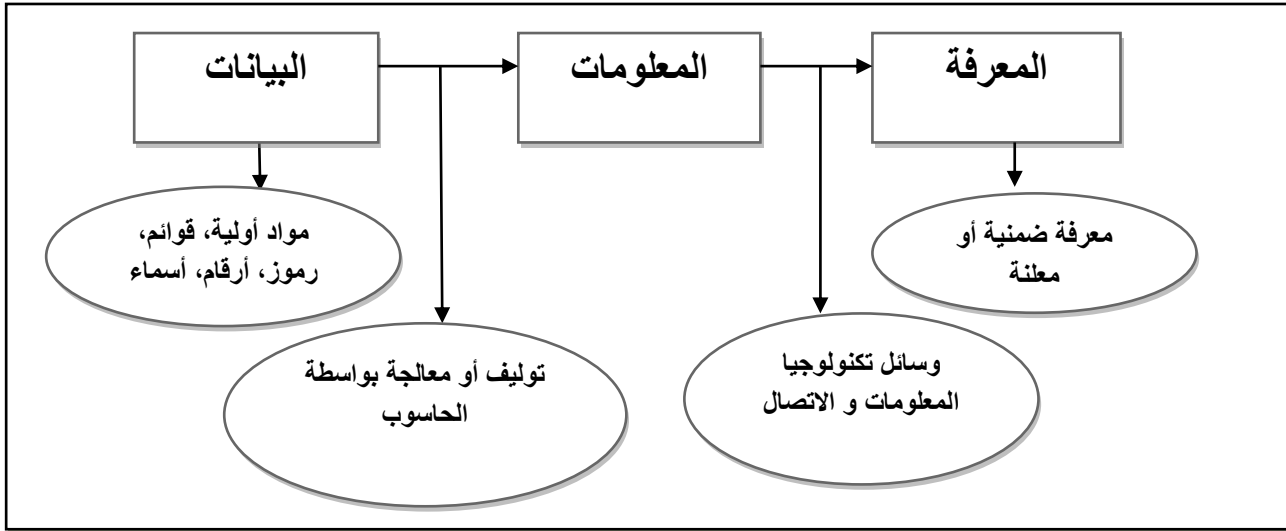 البيانات
المعلومات
المعرفة
مواد أولية، قوائم،
رموز، أرقام، أسماء
توليف أو معالجة بواسطة
الحاسوب
وسائل تكنولوجيا
المعلومات و الاتصال
معرفة ضمنية أو
معلنة